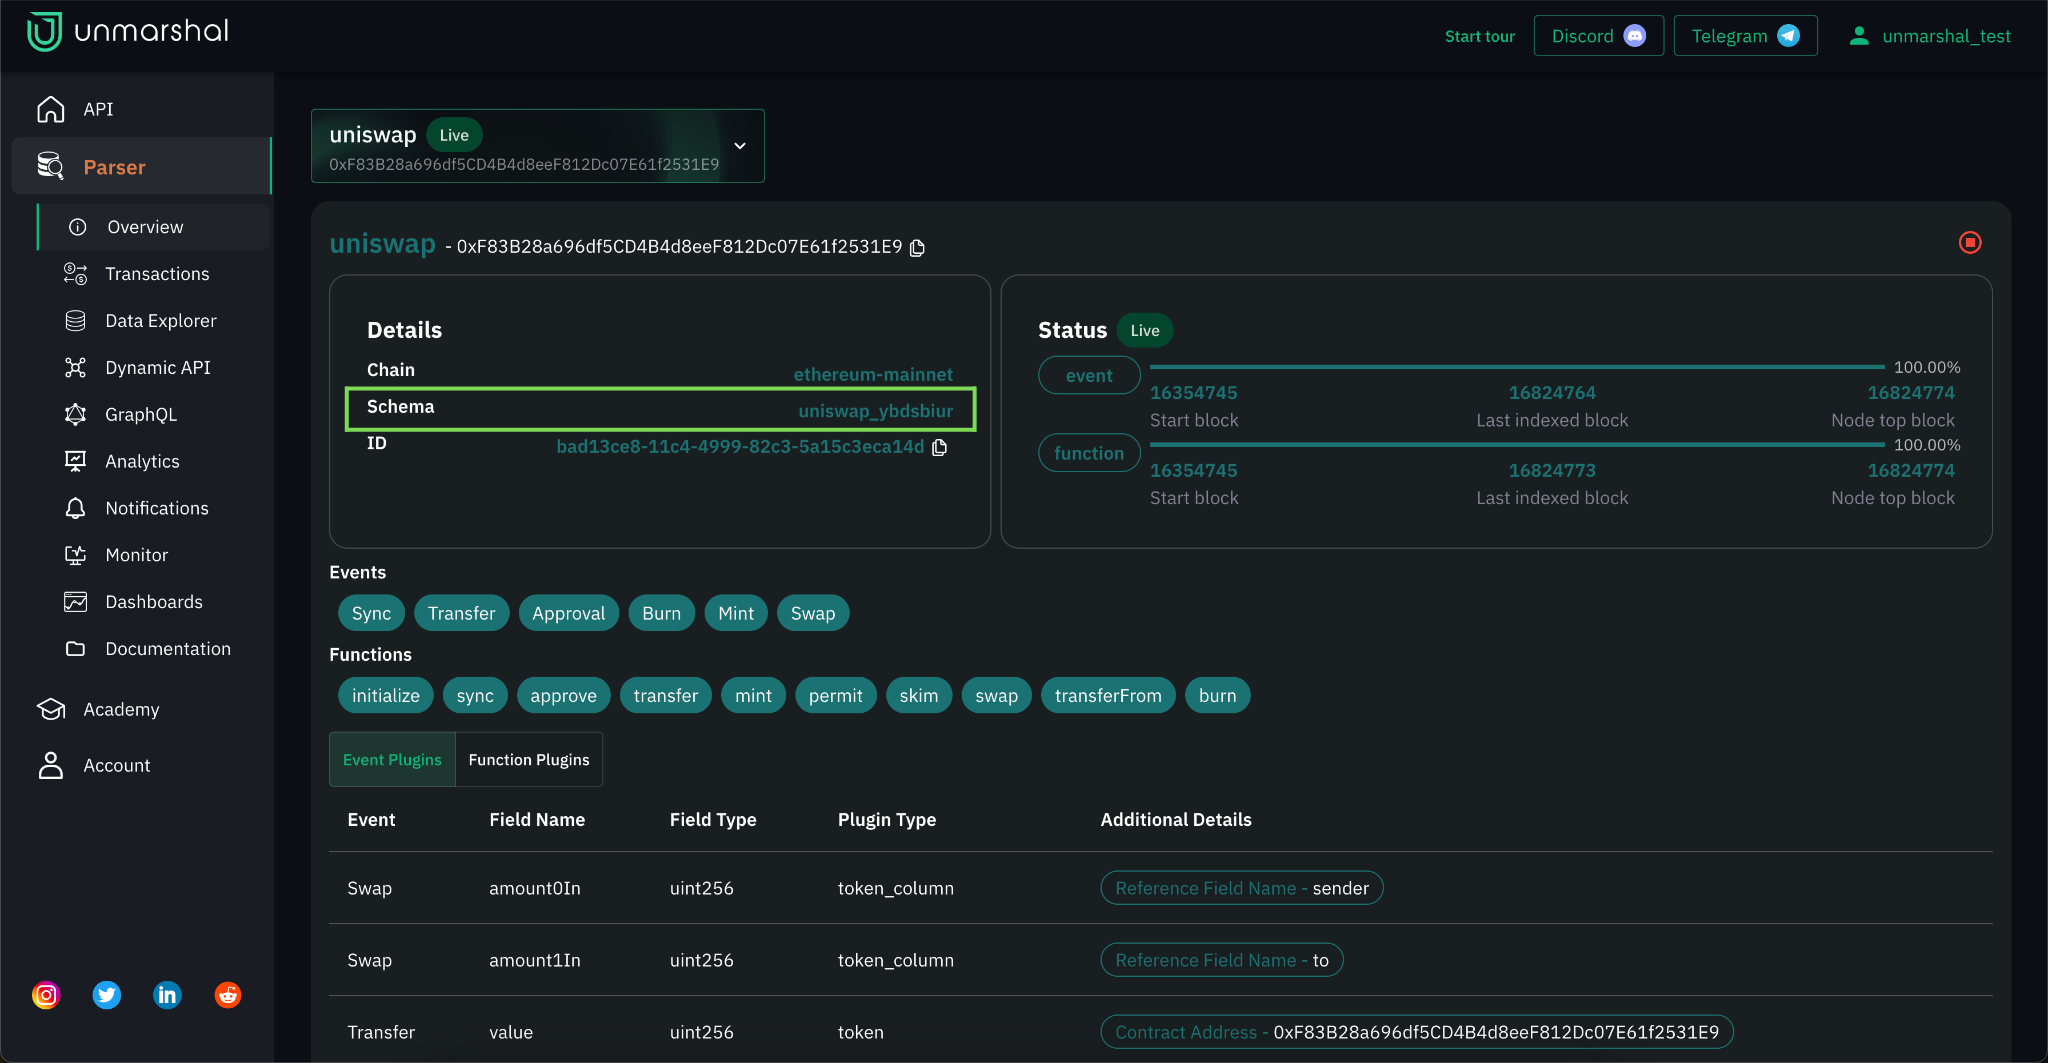 unmarshal
Start tour
Discord
Telegram
unmarshal_test
API
Parser
Overview
Transactions
Data Explorer
Dynamic API
GraphQL
Analytics
Notifications
Monitor
Dashboards
Documentation
Academy
Account
uniswap Live
0xF83B28a696df5CD4B4d8eeF812Dc07E61f2531E9
uniswap - 0xF83B28a696df5CD4B4d8eeF812Dc07E61f2531E9
Details
Chain ethereum-mainnet
Schema uniswap_ybdsbiur
ID bad13ce8-11c4-4999-82c3-5a15c3eca14d
Status Live
event 100.00%
16354745 16824764 16824774
Start block Last indexed block Node top block
function 100.00%
16354745 16824773 16824774
Start block Last indexed block Node top block
Events
Sync Transfer Approval Burn Mint Swap
Functions
initialize sync approve transfer mint permit skim swap transferFrom burn
Event Plugins Function Plugins
Event Field Name Field Type Plugin Type Additional Details
Swap amount0In uint256 token_column Reference Field Name - sender
Swap amount1In uint256 token_column Reference Field Name - to
Transfer value uint256 token Contract Address - 0xF83B28a696df5CD4B4d8eeF812Dc07E61f2531E9